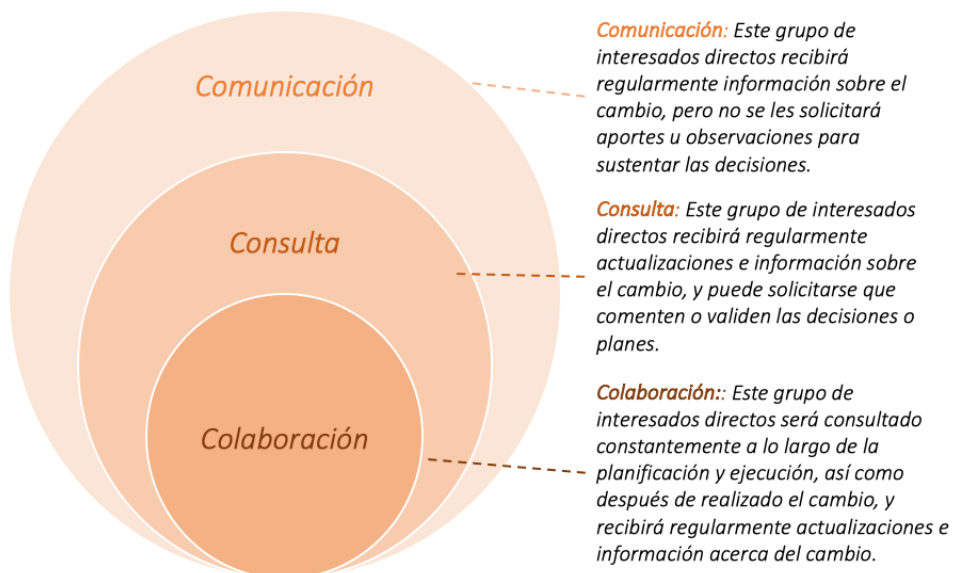 Comunicación
Consulta
Colaboración
Comunicación: Este grupo de
interesados directos recibirá
regularmente información sobre el
cambio, pero no se les solicitará
aportes u observaciones para
sustentar las decisiones.
Consulta: Este grupo de interesados
directos recibirá regularmente
actualizaciones e información sobre
el cambio, y puede solicitarse que
comenten o validen las decisiones o
planes.
Colaboración:: Este grupo de
interesados directos será consultado
constantemente a lo largo de la
planificación y ejecución, así como
después de realizado el cambio, y
recibirá regularmente actualizaciones e
información acerca del cambio.